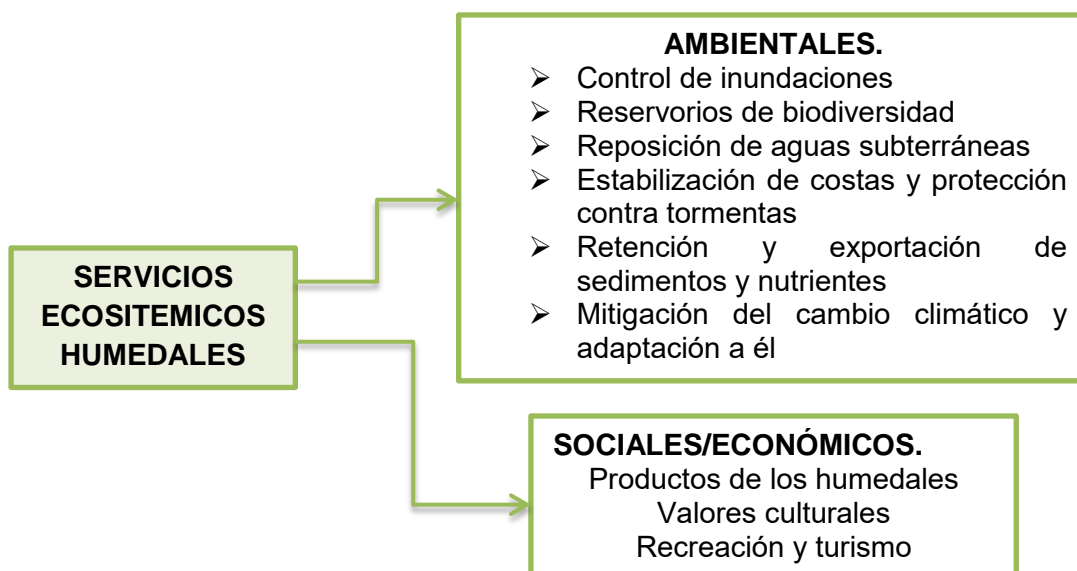 AMBIENTALES.
➢ Control de inundaciones
➢ Reservorios de biodiversidad
➢ Reposición de aguas subterráneas
➢ Estabilización de costas y protección
contra tormentas
➢ Retención y exportación de
sedimentos y nutrientes
➢ Mitigación del cambio climático y
adaptación a él
SERVICIOS
ECOSITEMICOS
HUMEDALES
SOCIALES/ECONÓMICOS.
Productos de los humedales
Valores culturales
Recreación y turismo